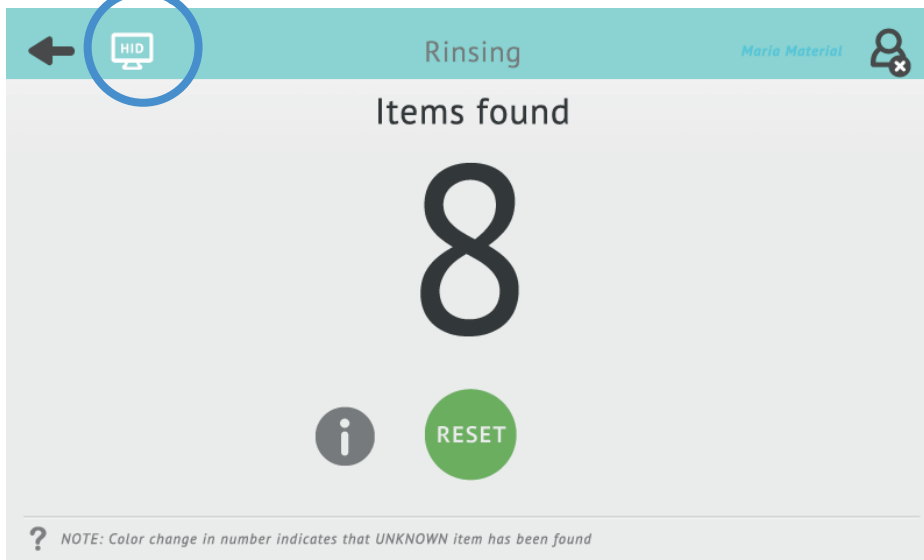 HID
Rinsing
Maria Material
Items found
8
i
RESET
? NOTE: Color change in number indicates that UNKNOWN item has been found